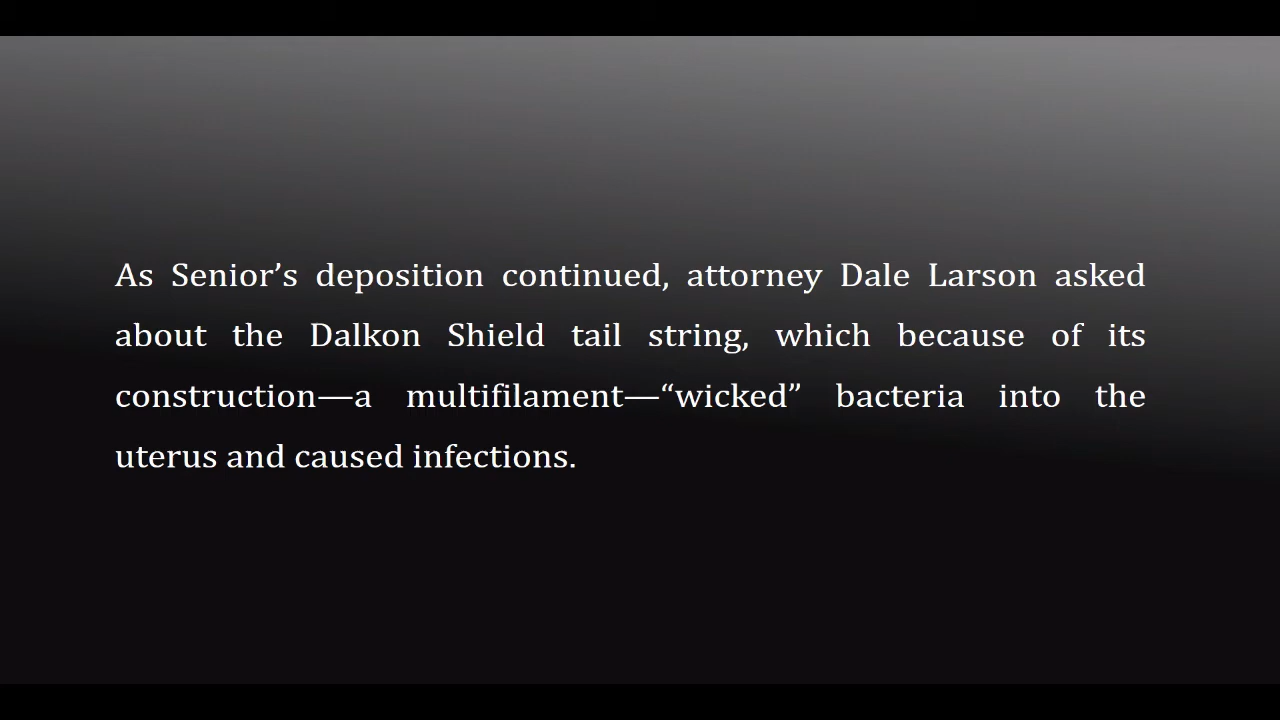 As Senior’s deposition continued, attorney Dale Larson asked
about the Dalkon Shield tail string, which because of its
construction—a multifilament—“wicked” bacteria into the
uterus and caused infections.